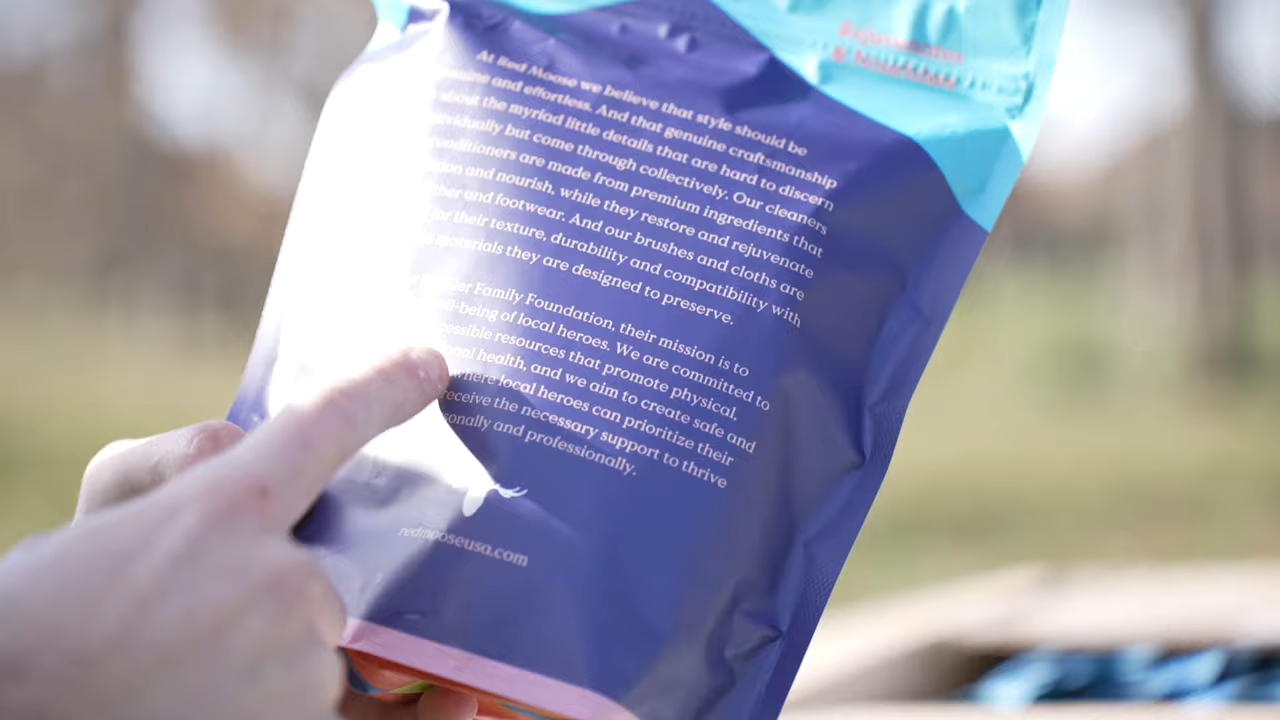 Rejuvenates
& Nourishes
At Red Moose we believe that style should be
and effortless. And that genuine craftsmanship
about the myriad little details that are hard to discern
but come through collectively. Our cleaners
conditioners are made from premium ingredients that
and nourish, while they restore and rejuvenate
and footwear. And our brushes and cloths are
for their texture, durability and compatibility with
materials they are designed to preserve.
Family Foundation, their mission is to
of local heroes. We are committed to
resources that promote physical,
health, and we aim to create safe and
where local heroes can prioritize their
receive the necessary support to thrive
and professionally.
redmooseusa.com